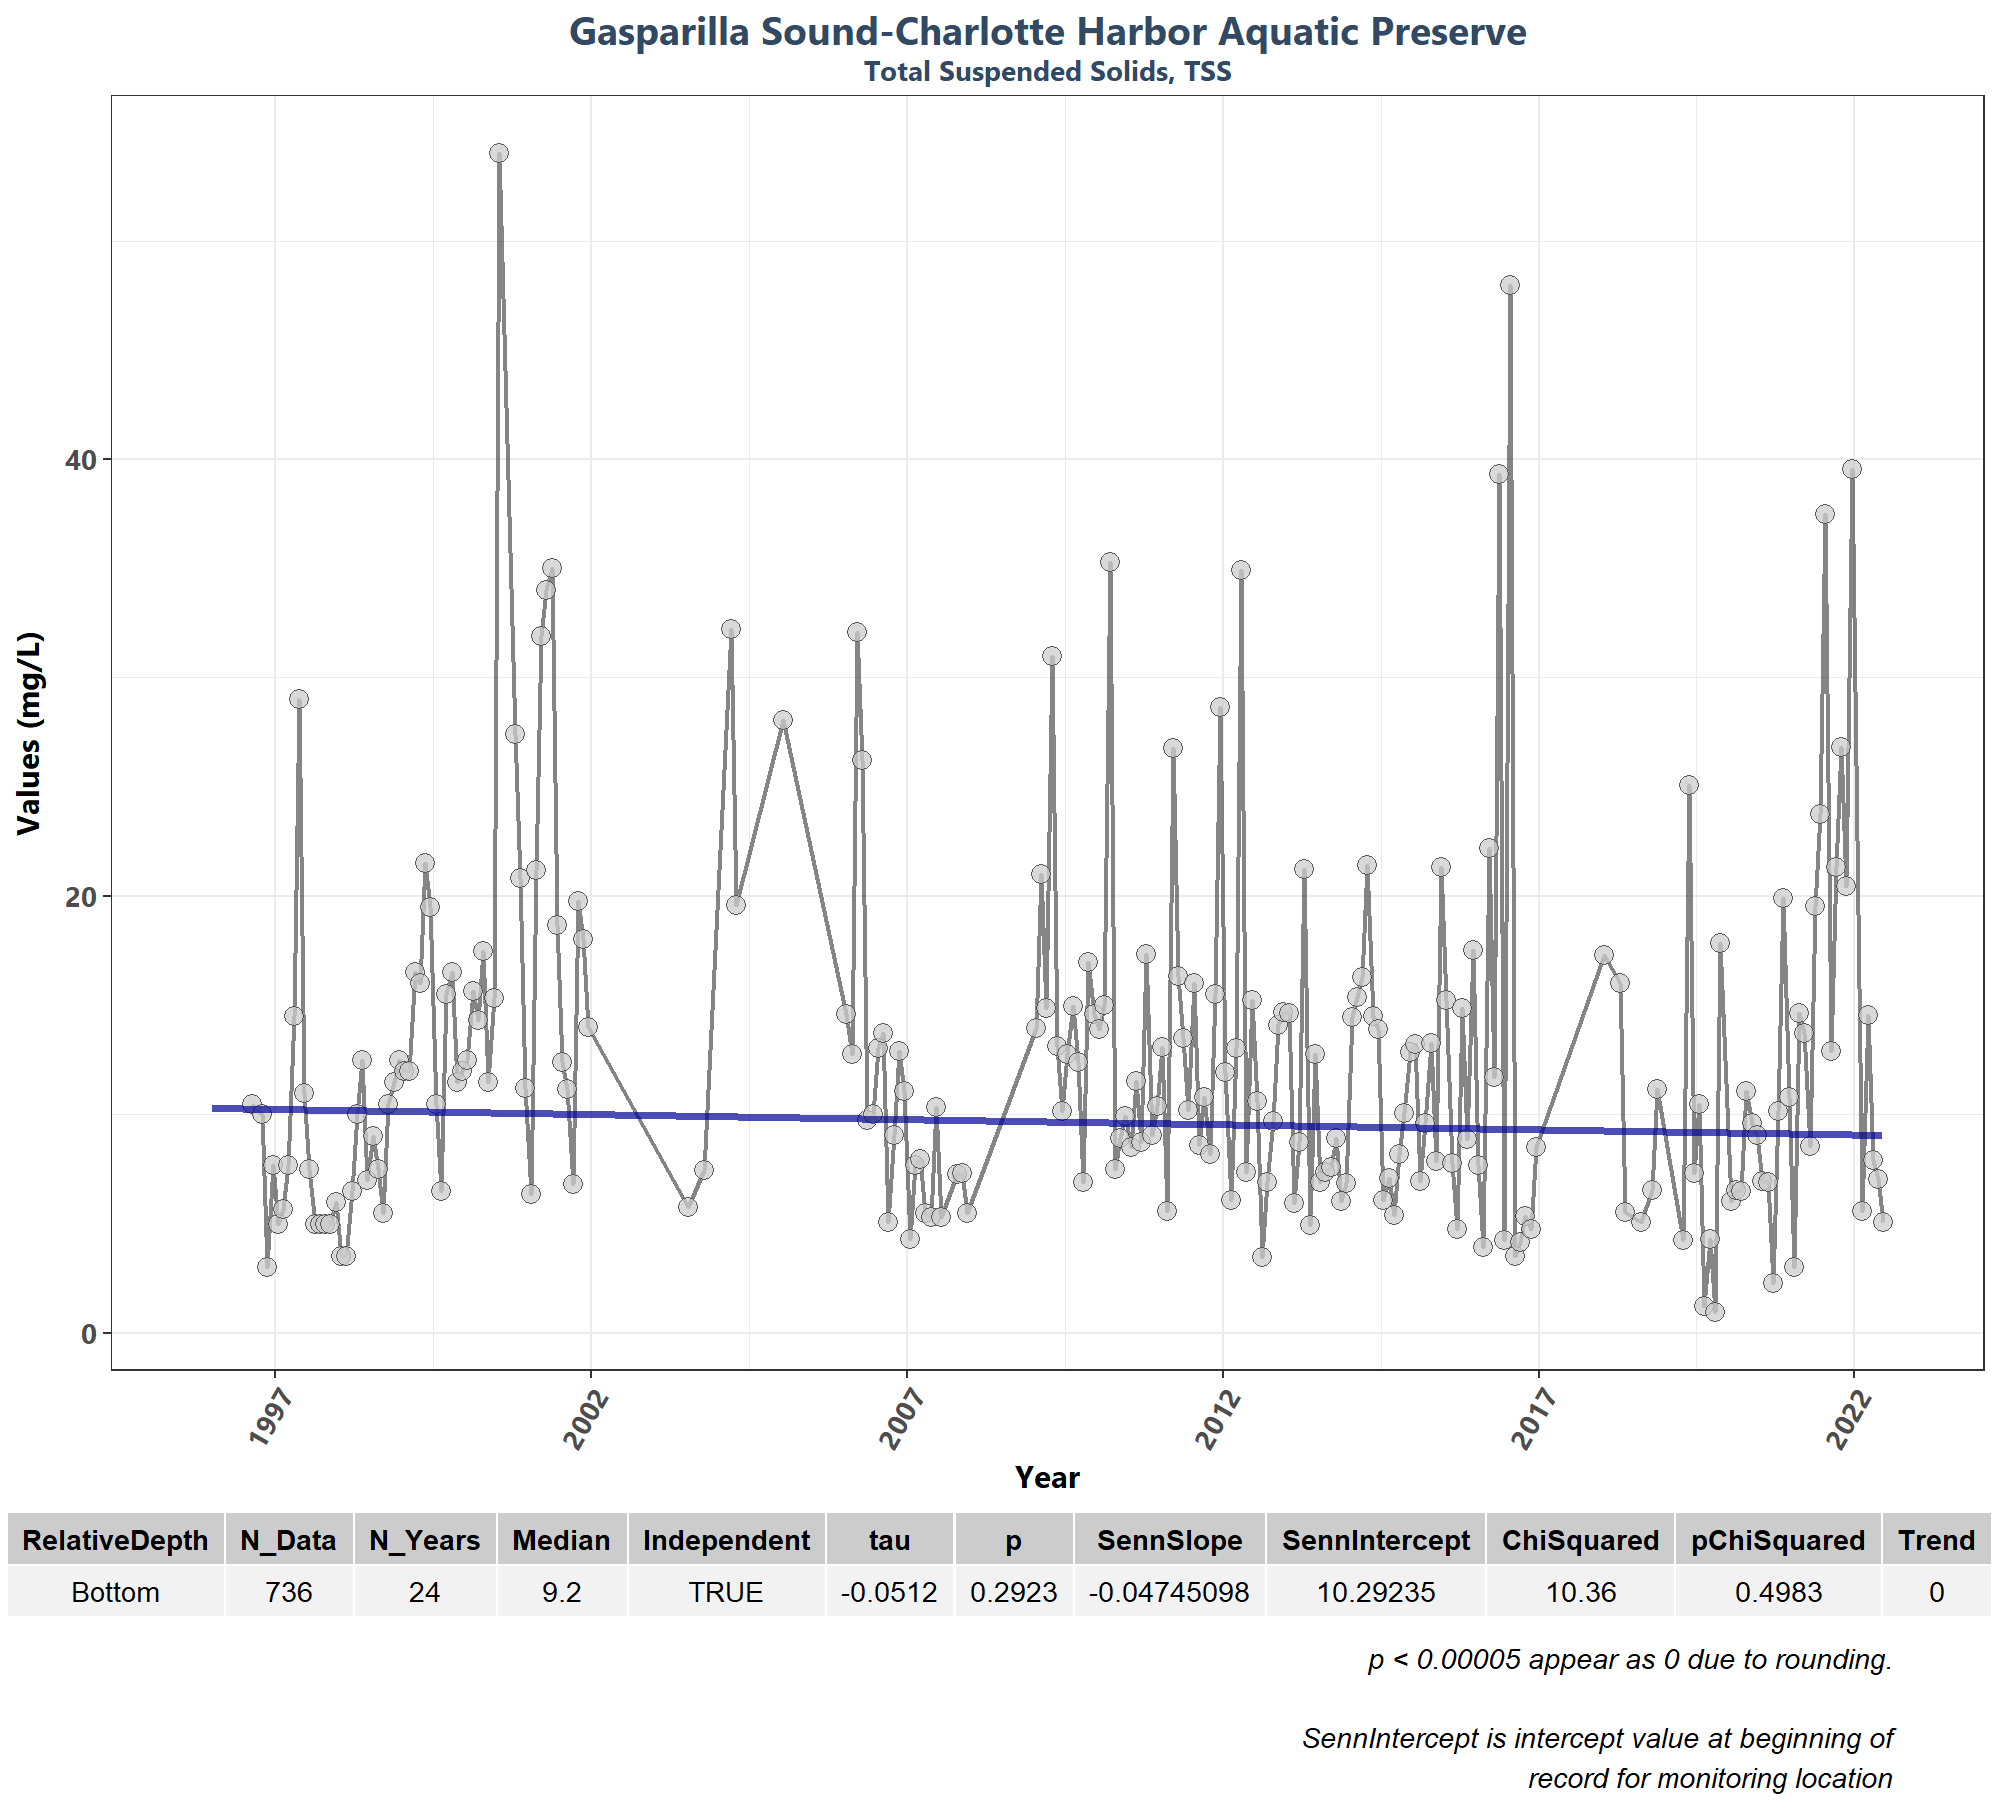 Gasparilla Sound-Charlotte Harbor Aquatic Preserve
Total Suspended Solids, TSS
Values (mg/L)
40
20
0
1997 2002 2007 2012 2017 2022
Year
RelativeDepth N_Data N_Years Median Independent tau p SennSlope SennIntercept ChiSquared pChiSquared Trend
Bottom 736 24 9.2 TRUE -0.0512 0.2923 -0.04745098 10.29235 10.36 0.4983 0
p < 0.00005 appear as 0 due to rounding.
SennIntercept is intercept value at beginning of
record for monitoring location